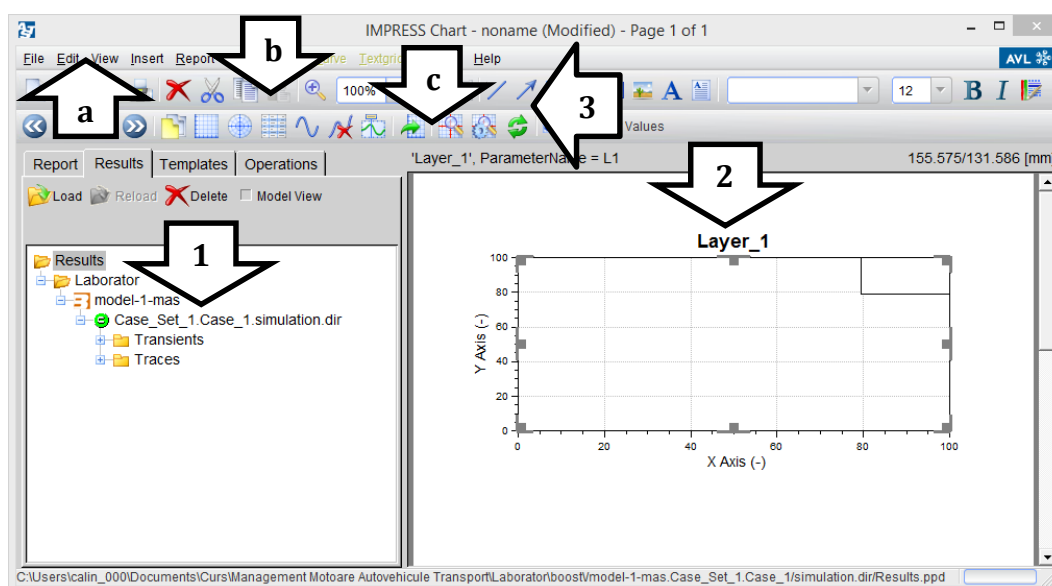 IMPRESS Chart - noname (Modified) - Page 1 of 1
File Edit View Insert Report Help
AVL
b
c
a
3
100%
A
12
B I
Values
Report Results Templates Operations
'Layer_1', ParameterName = L1
155.575/131.586 [mm]
Load Reload Delete Model View
2
1
Results
Laborator
model-1-mas
Case_Set_1.Case_1.simulation.dir
Transients
Traces
Layer_1
100
80
60
40
20
0
Y Axis (-)
0 20 40 60 80 100
X Axis (-)
C:\Users\calin_000\Documents\Curs\Management Motoare Autovehicule Transport\Laborator\boost\/model-1-mas.Case_Set_1.Case_1/simulation.dir/Results.ppd